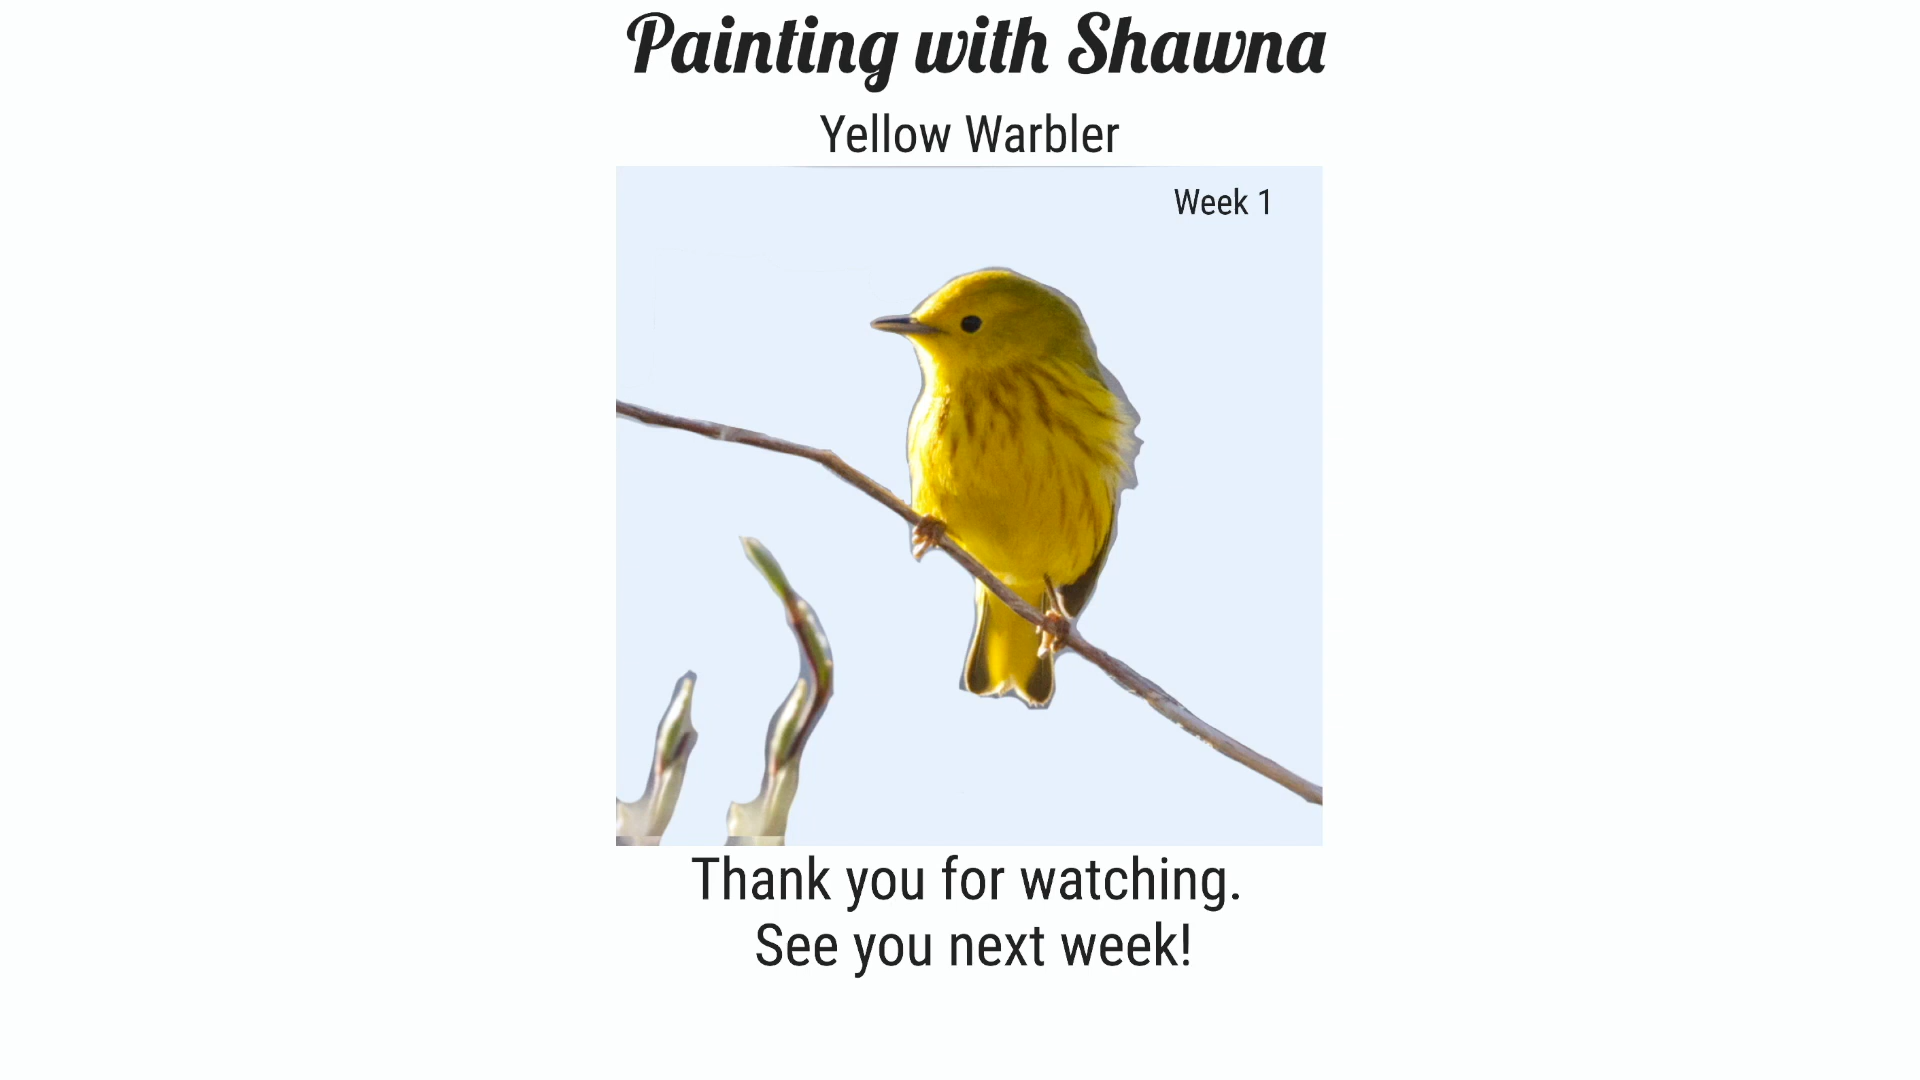 Painting with Shawna
Yellow Warbler
Week 1
Thank you for watching.
See you next week!